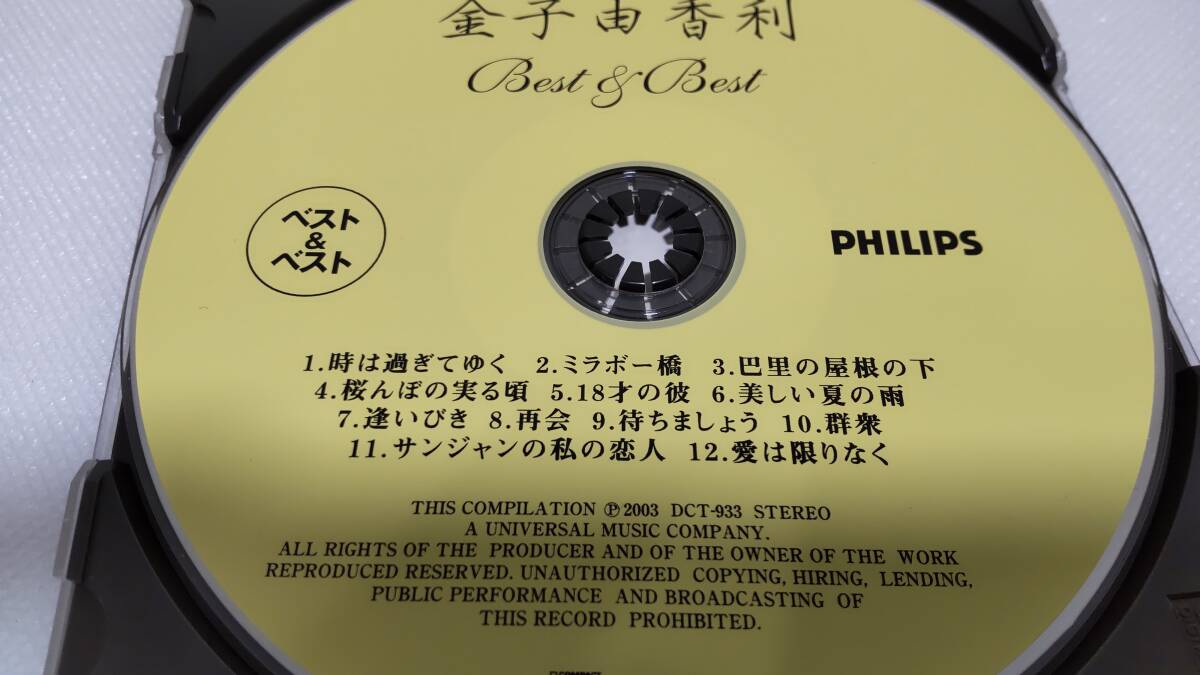 金子由香利
Best & Best
ベスト
&
ベスト
PHILIPS
1.時は過ぎてゆく 2.ミラボー橋 3.巴里の屋根の下
4.桜んぼの実る頃 5.18才の彼 6.美しい夏の雨
7.逢いびき 8.再会 9.待ちましょう 10.群衆
11.サンジャンの私の恋人 12.愛は限りなく
THIS COMPILATION Ⓟ 2003 DCT-933 STEREO
A UNIVERSAL MUSIC COMPANY.
ALL RIGHTS OF THE PRODUCER AND OF THE OWNER OF THE WORK
REPRODUCED RESERVED. UNAUTHORIZED COPYING, HIRING, LENDING,
PUBLIC PERFORMANCE AND BROADCASTING OF
THIS RECORD PROHIBITED.